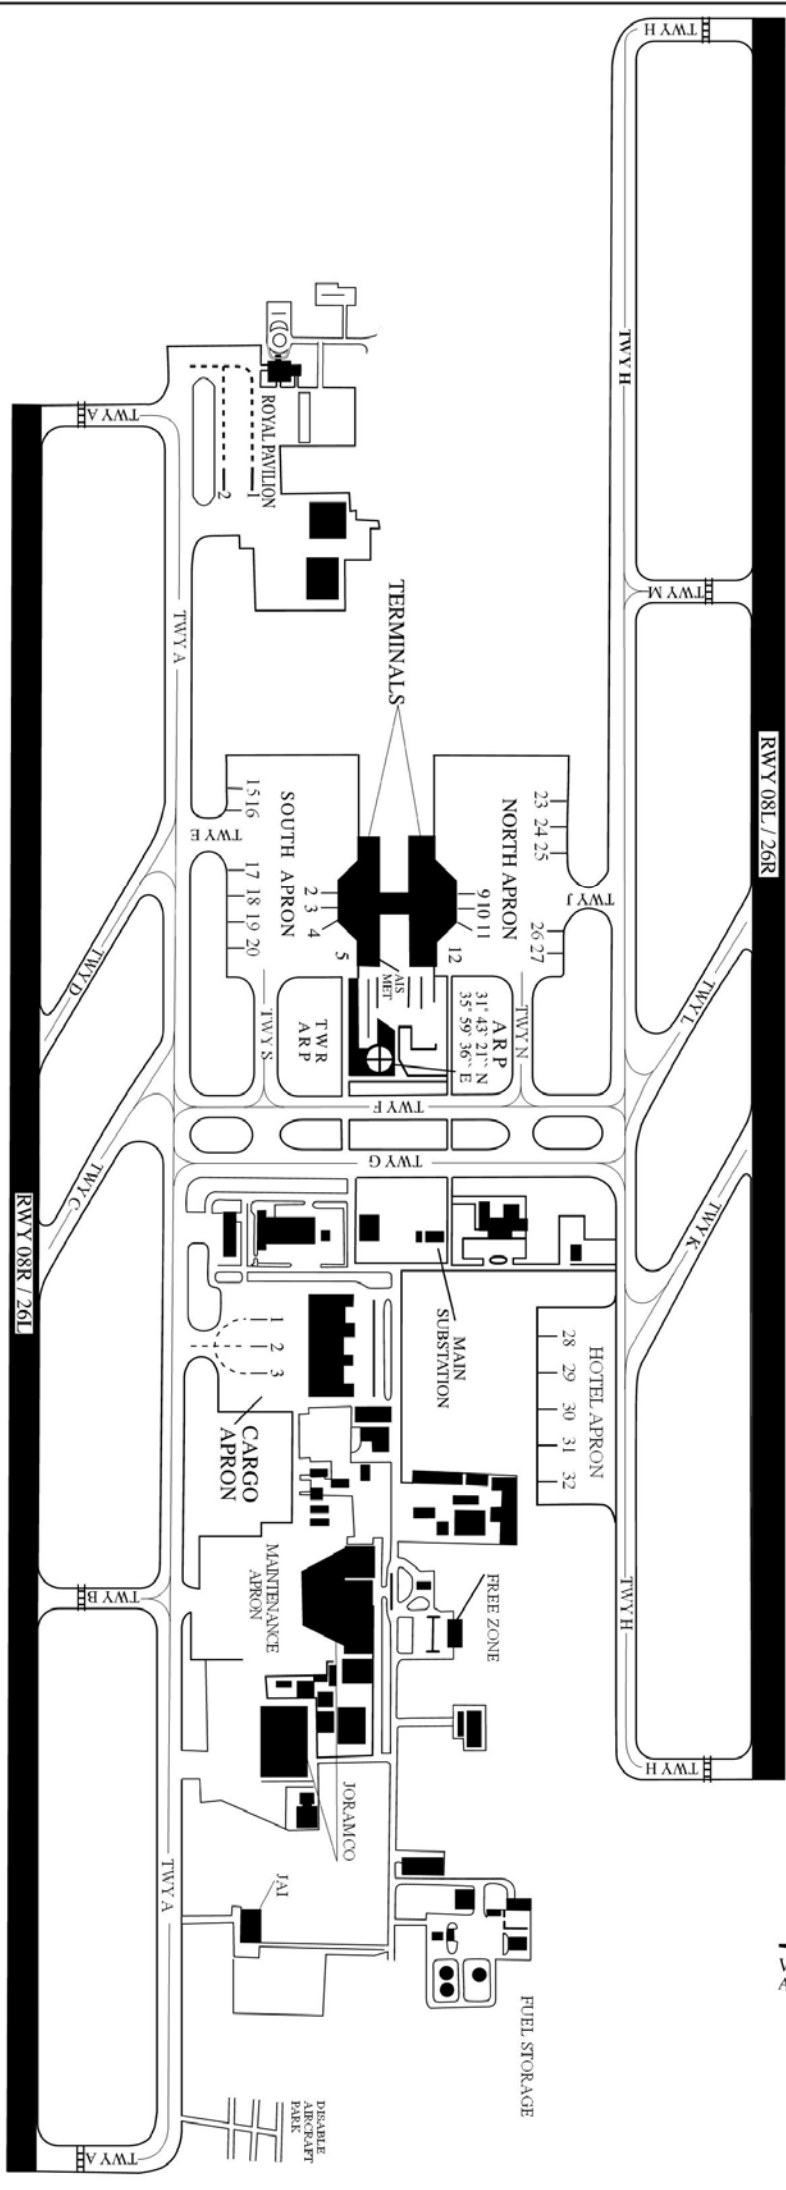 TWY H
TWY H
TWY M
RWY 08L / 26R
TWY L
TWY K
TWY H
TWY H
ROYAL PAVILION
1
2
TWY A
TWY A
TERMINALS
NORTH APRON
23
24
25
TWY J
26
27
9
10
11
12
SOUTH APRON
15
16
TWY E
17
18
19
20
2
3
4
5
AIS
MET
ARP
31° 43` 21`` N
35° 59` 36`` E
TWY N
TWR
ARP
TWY S
TWY D
TWY F
TWY G
TWY C
RWY 08R / 26L
MAIN
SUBSTATION
HOTEL APRON
28
29
30
31
32
1
2
3
CARGO
APRON
MAINTENANCE
APRON
TWY B
FREE ZONE
JORAMCO
JAI
TWY A
FUEL STORAGE
DISABLE
AIRCRAFT
PARK
TWY A